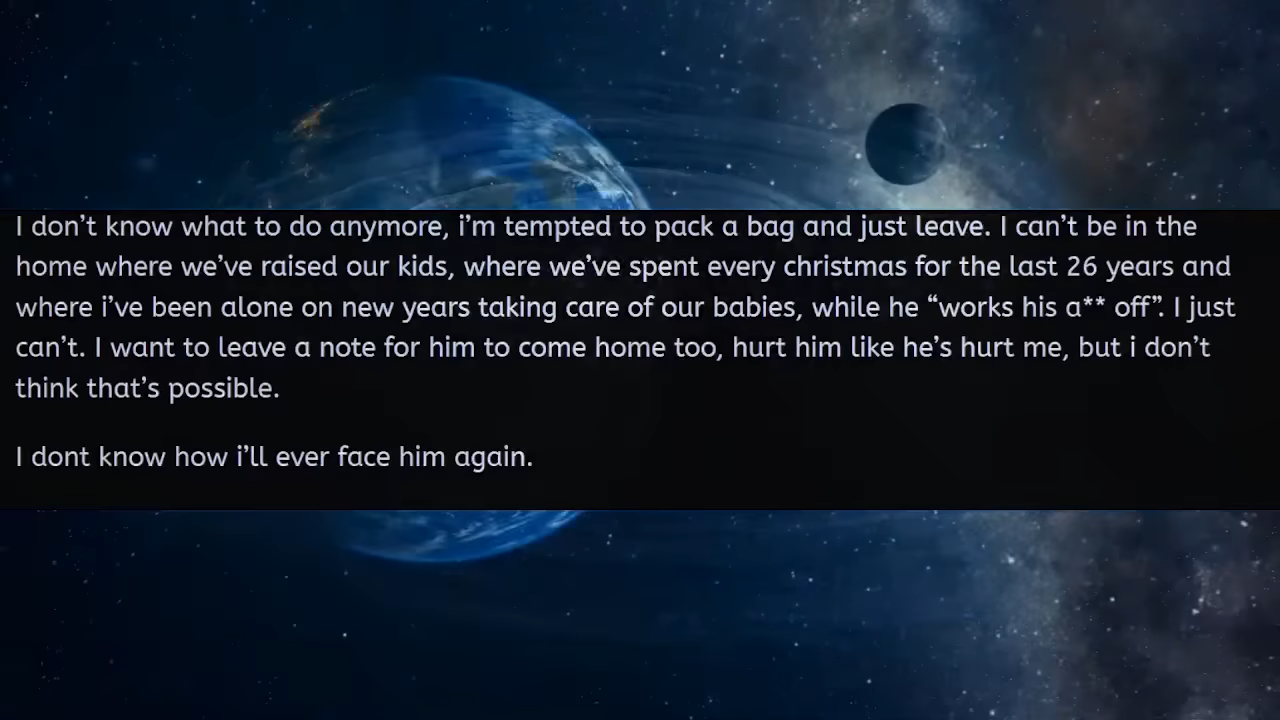 I don't know what to do anymore, i'm tempted to pack a bag and just leave. I can't be in the
home where we've raised our kids, where we've spent every christmas for the last 26 years and
where i've been alone on new years taking care of our babies, while he “works his a** off”. I just
can't. I want to leave a note for him to come home too, hurt him like he's hurt me, but i don't
think that's possible.
I dont know how i'll ever face him again.